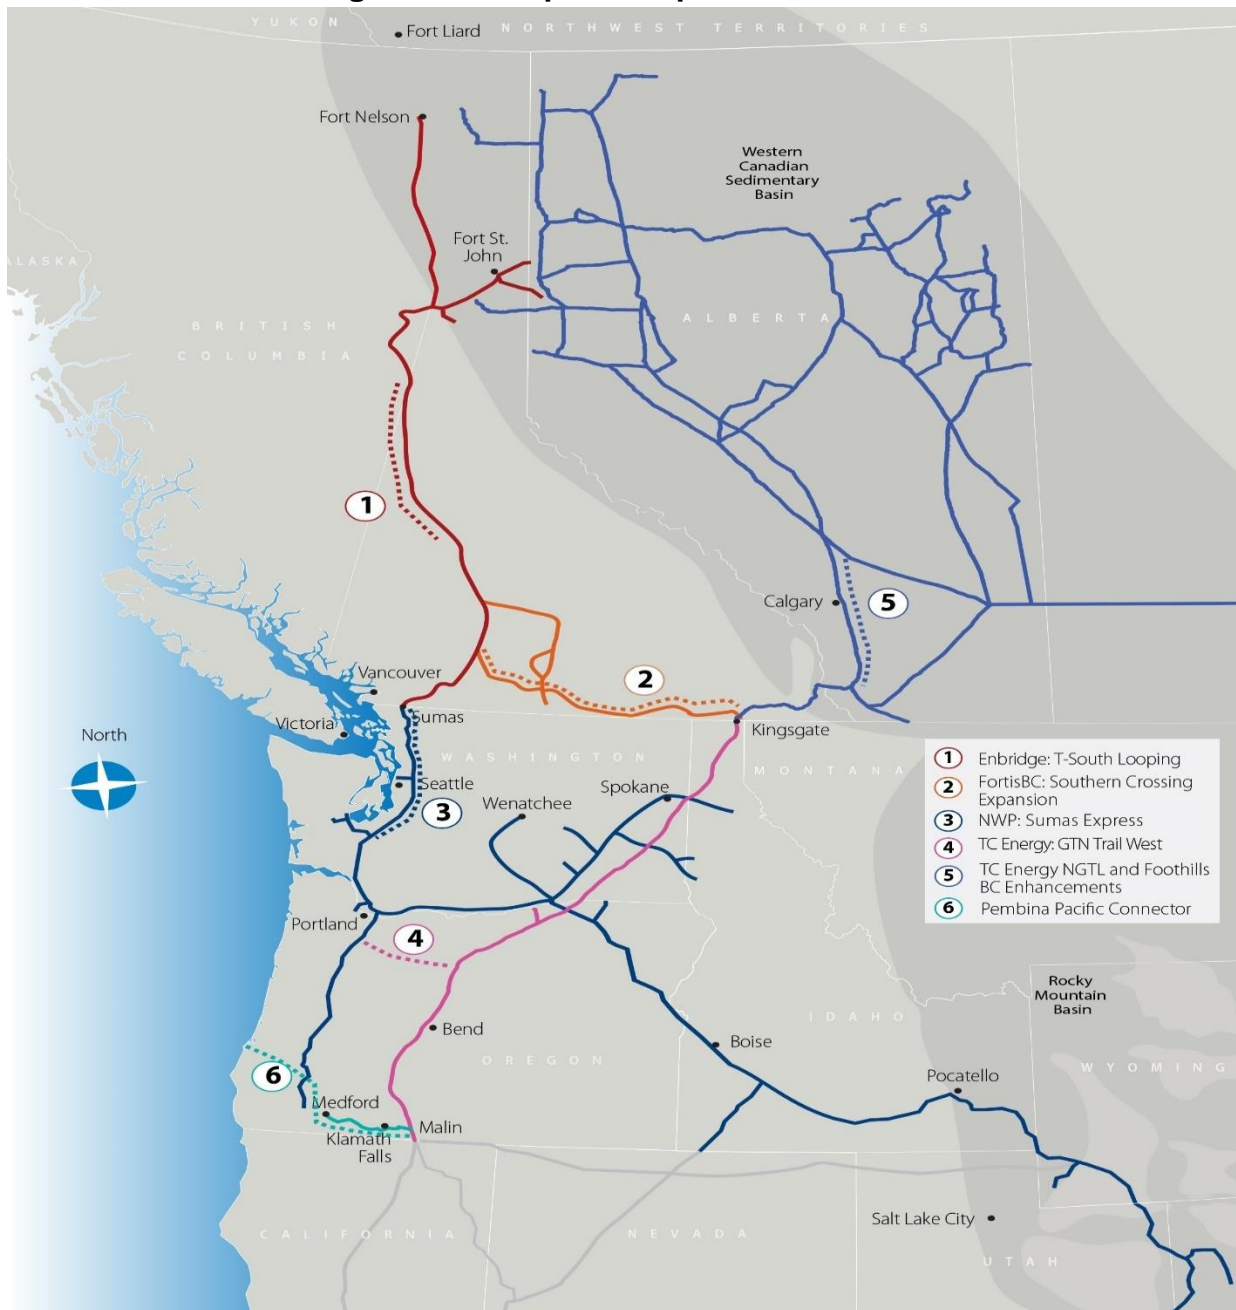 YUKON
Fort Liard
NORTHWEST TERRITORIES
Fort Nelson
Western
Canadian
Sedimentary
Basin
Fort St.
John
ALASKA
BRITISH
COLUMBIA
ALBERTA
1
Calgary
5
Vancouver
2
Sumas
Victoria
Kingsgate
North
WASHINGTON
MONTANA
Seattle
Spokane
Wenatchee
3
1 Enbridge: T-South Looping
2 FortisBC: Southern Crossing
Expansion
3 NWP: Sumas Express
4 TC Energy: GTN Trail West
5 TC Energy NGTL and Foothills
BC Enhancements
6 Pembina Pacific Connector
Portland
4
Rocky
Mountain
Basin
IDAHO
Bend
Boise
OREGON
WYOMING
6
Pocatello
Medford
Klamath
Falls
Malin
Salt Lake City
CALIFORNIA
NEVADA
UTAH